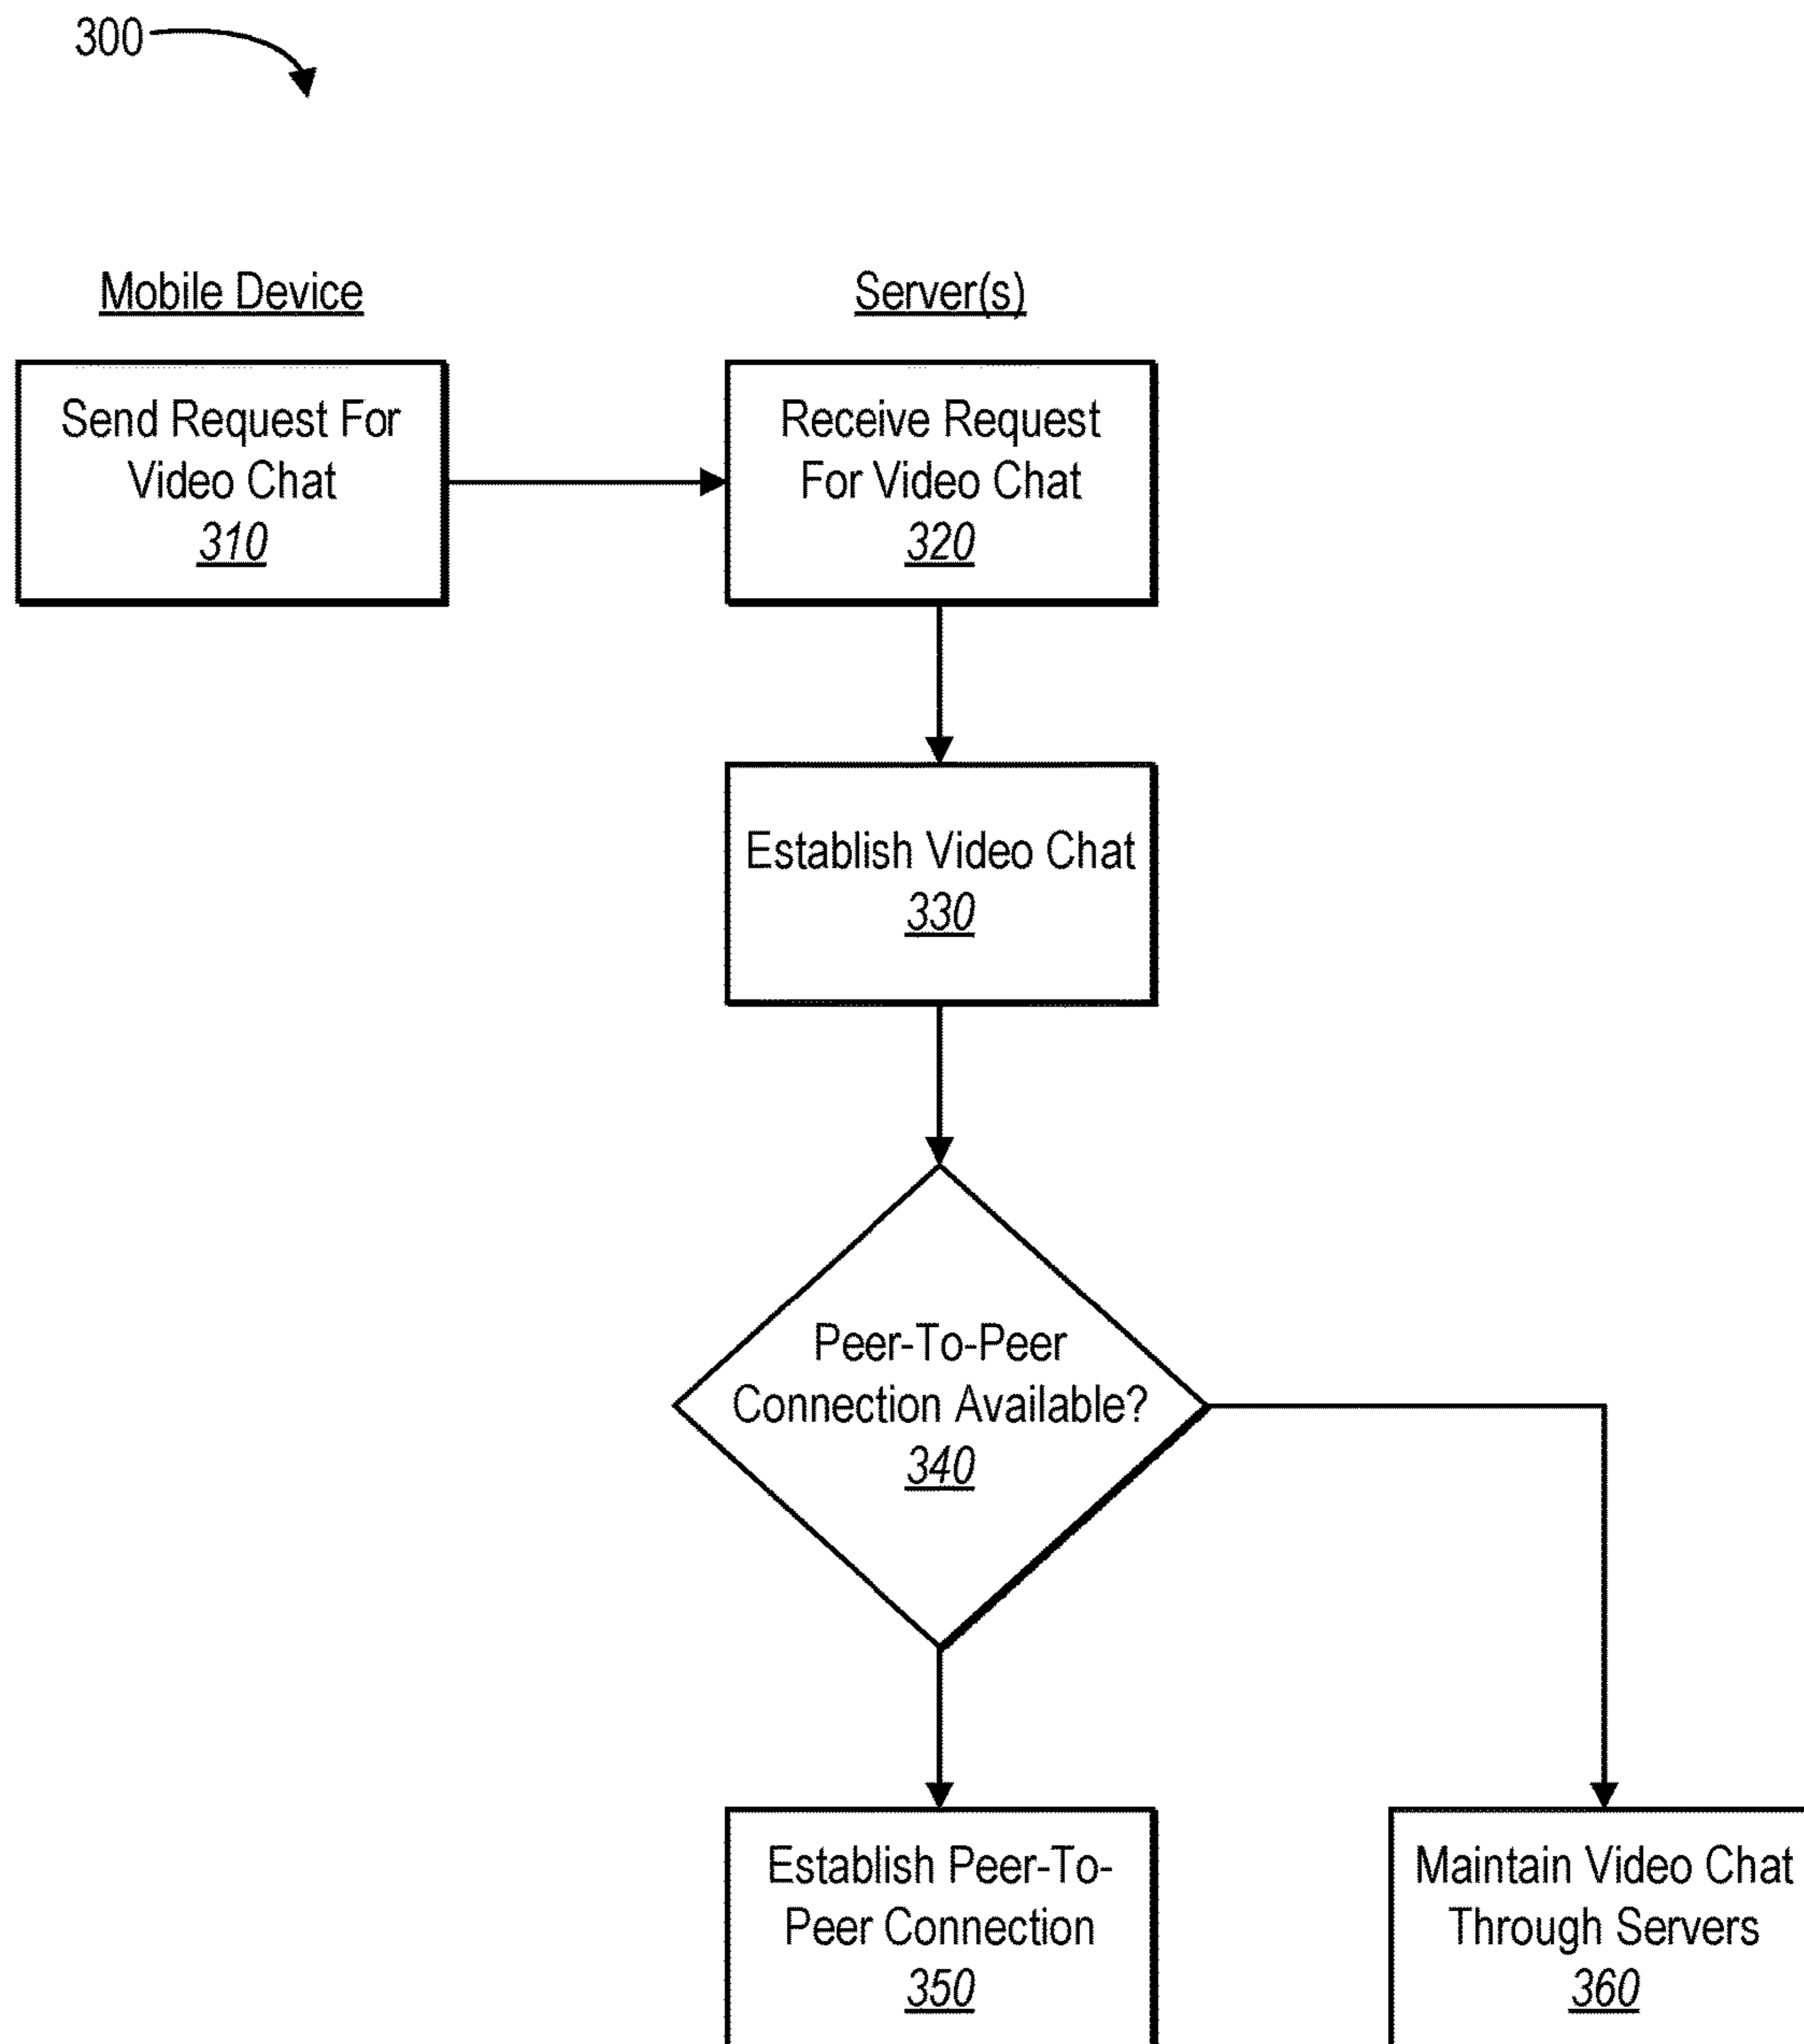 300
Mobile Device
Server(s)
Send Request For
Video Chat
310
Receive Request
For Video Chat
320
Establish Video Chat
330
Peer-To-Peer
Connection Available?
340
Establish Peer-To-
Peer Connection
350
Maintain Video Chat
Through Servers
360